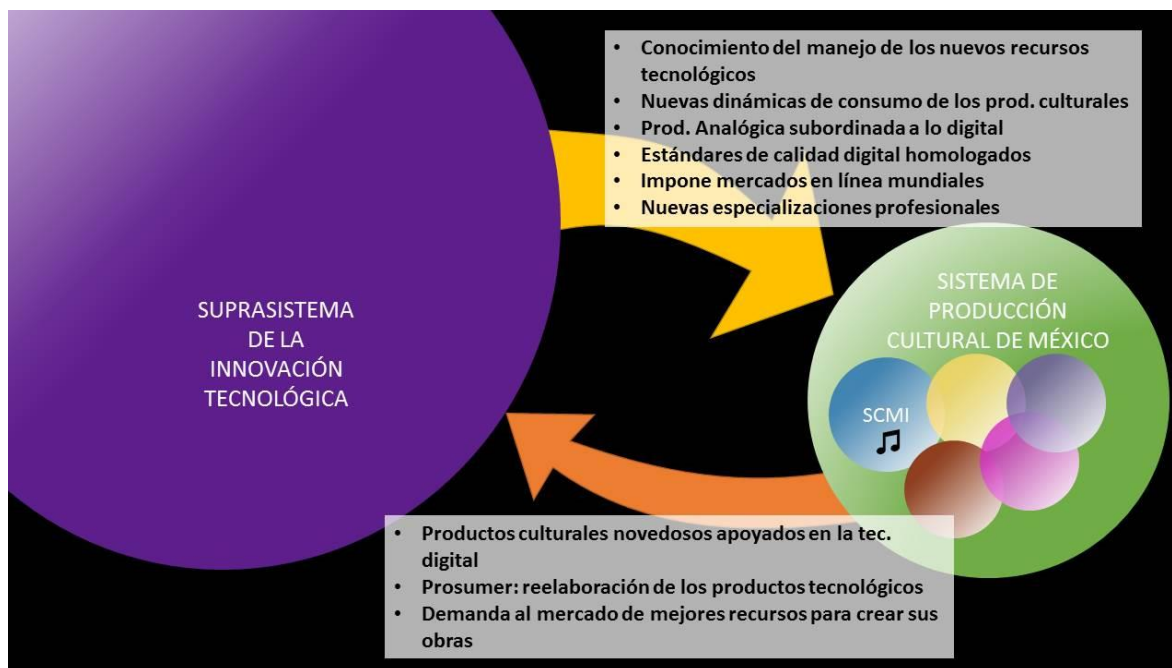 • Conocimiento del manejo de los nuevos recursos
tecnológicos
• Nuevas dinámicas de consumo de los prod. culturales
• Prod. Analógica subordinada a lo digital
• Estándares de calidad digital homologados
• Impone mercados en línea mundiales
• Nuevas especializaciones profesionales
SUPRASISTEMA
DE LA
INNOVACIÓN
TECNOLÓGICA
SISTEMA DE
PRODUCCIÓN
CULTURAL DE MÉXICO
SCMI
• Productos culturales novedosos apoyados en la tec.
digital
• Prosumer: reelaboración de los productos tecnológicos
• Demanda al mercado de mejores recursos para crear sus
obras